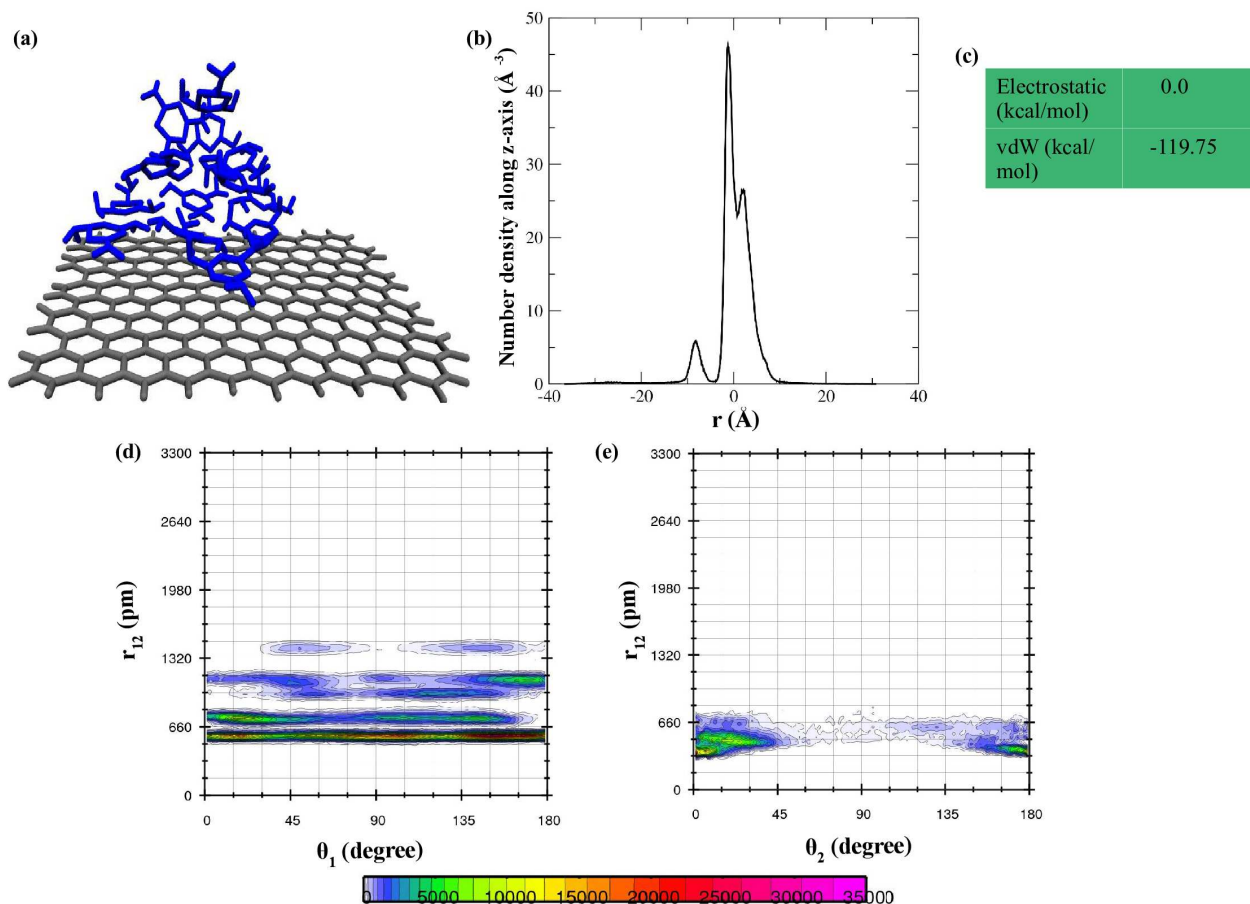 (a)
(b)
Number density along z-axis (Å⁻³)
50
40
30
20
10
0
-40
-20
0
20
40
r (Å)
(c)
Electrostatic
(kcal/mol)
0.0
vdW (kcal/
mol)
-119.75
(d)
3300
2640
1980
1320
660
0
r₁₂ (pm)
0
45
90
135
180
θ₁ (degree)
(e)
3300
2640
1980
1320
660
0
r₁₂ (pm)
0
45
90
135
180
θ₂ (degree)
0
5000
10000
15000
20000
25000
30000
35000